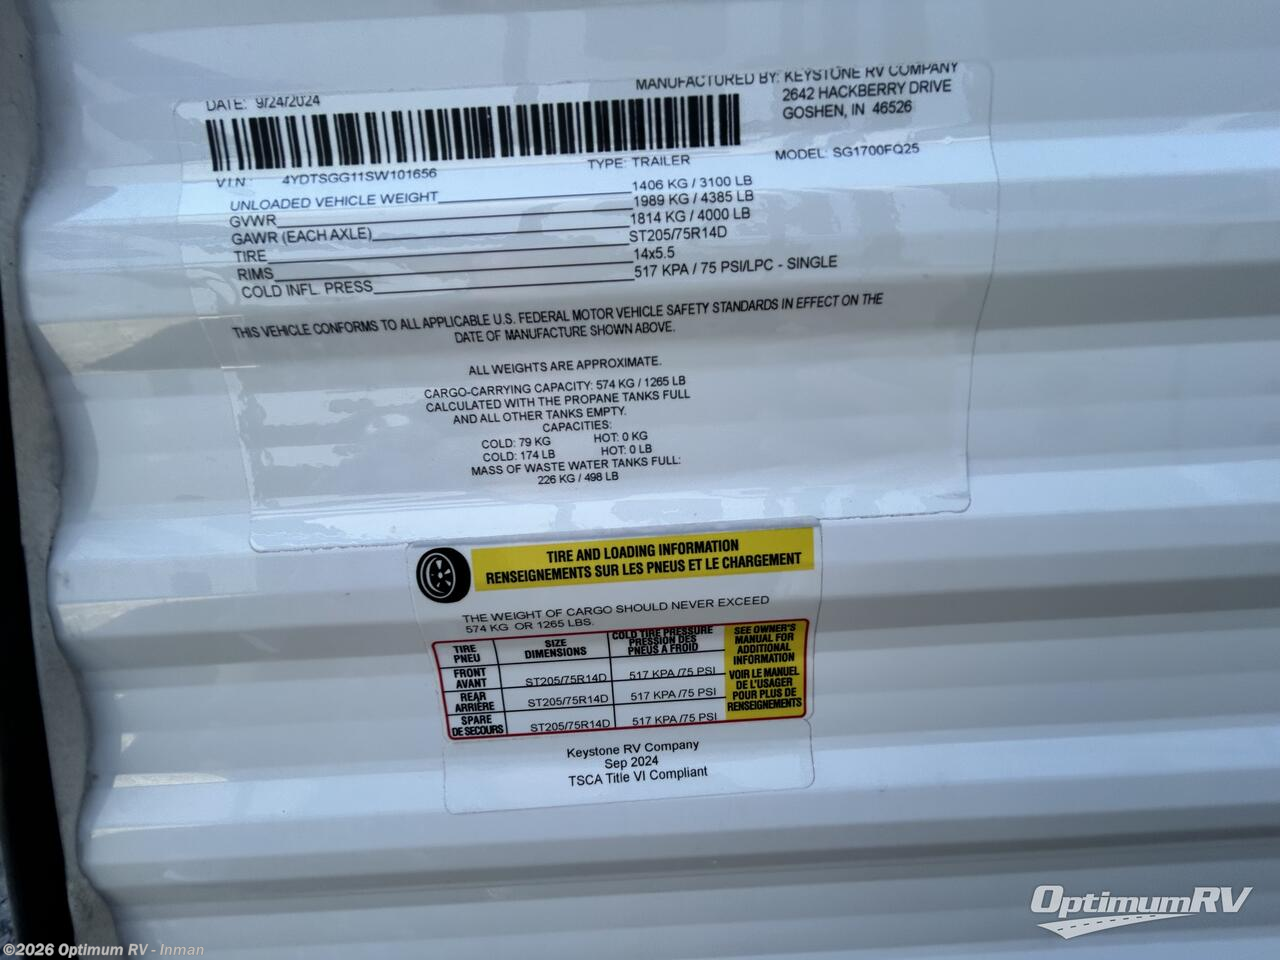 DATE: 9/24/2024
MANUFACTURED BY: KEYSTONE RV COMPANY
2642 HACKBERRY DRIVE
GOSHEN, IN 46526
V.I.N. 4YDTSGG11SW101656
TYPE: TRAILER
MODEL: SG1700FQ25
UNLOADED VEHICLE WEIGHT 1406 KG / 3100 LB
GVWR 1989 KG / 4385 LB
GAWR (EACH AXLE) 1814 KG / 4000 LB
TIRE ST205/75R14D
RIMS 14x5.5
COLD INFL. PRESS 517 KPA / 75 PSI/LPC - SINGLE
THIS VEHICLE CONFORMS TO ALL APPLICABLE U.S. FEDERAL MOTOR VEHICLE SAFETY STANDARDS IN EFFECT ON THE
DATE OF MANUFACTURE SHOWN ABOVE.
ALL WEIGHTS ARE APPROXIMATE.
CARGO-CARRYING CAPACITY: 574 KG / 1265 LB
CALCULATED WITH THE PROPANE TANKS FULL
AND ALL OTHER TANKS EMPTY.
CAPACITIES:
COLD: 79 KG HOT: 0 KG
COLD: 174 LB HOT: 0 LB
MASS OF WASTE WATER TANKS FULL:
226 KG / 498 LB
TIRE AND LOADING INFORMATION
RENSEIGNEMENTS SUR LES PNEUS ET LE CHARGEMENT
THE WEIGHT OF CARGO SHOULD NEVER EXCEED
574 KG OR 1265 LBS.
TIRE
PNEU
SIZE
DIMENSIONS
COLD TIRE PRESSURE
PRESSION DES
PNEUS À FROID
SEE OWNER'S
MANUAL FOR
ADDITIONAL
INFORMATION
VOIR LE MANUEL
DE L'USAGER
POUR PLUS DE
RENSEIGNEMENTS
FRONT
AVANT
ST205/75R14D
517 KPA /75 PSI
REAR
ARRIÈRE
ST205/75R14D
517 KPA /75 PSI
SPARE
DE SECOURS
ST205/75R14D
517 KPA /75 PSI
Keystone RV Company
Sep 2024
TSCA Title VI Compliant
OptimumRV
©2026 Optimum RV - Inman